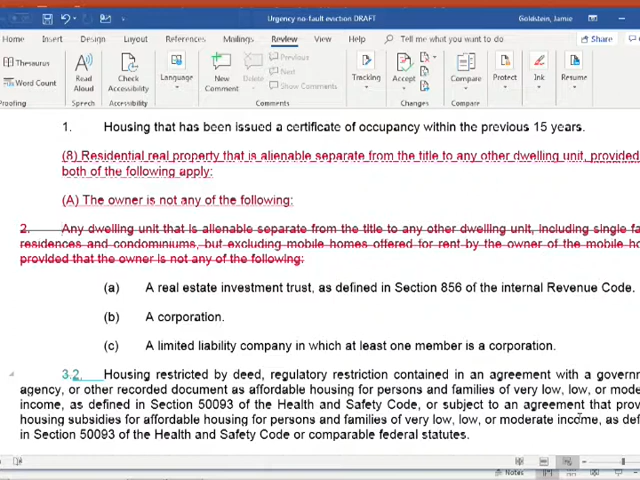 Urgency no-fault eviction DRAFT
Goldstein, Jamie
Home Insert Design Layout References Mailings Review View Help Tell me what you want to do Share
Thesaurus
Word Count
Proofing
Read Aloud
Speech
Check Accessibility
Accessibility
Language
New Comment
Delete
Previous
Next
Show Comments
Comments
Tracking
Accept
Changes
Compare
Protect
Ink
Resume
1. Housing that has been issued a certificate of occupancy within the previous 15 years.
(8) Residential real property that is alienable separate from the title to any other dwelling unit, provided
both of the following apply:
(A) The owner is not any of the following:
2. Any dwelling unit that is alienable separate from the title to any other dwelling unit, including single fa
residences and condominiums, but excluding mobile homes offered for rent by the owner of the mobile ho
provided that the owner is not any of the following:
(a) A real estate investment trust, as defined in Section 856 of the internal Revenue Code.
(b) A corporation.
(c) A limited liability company in which at least one member is a corporation.
3.2. Housing restricted by deed, regulatory restriction contained in an agreement with a governm
agency, or other recorded document as affordable housing for persons and families of very low, low, or mode
income, as defined in Section 50093 of the Health and Safety Code, or subject to an agreement that prov
housing subsidies for affordable housing for persons and families of very low, low, or moderate income, as def
in Section 50093 of the Health and Safety Code or comparable federal statutes.
Notes